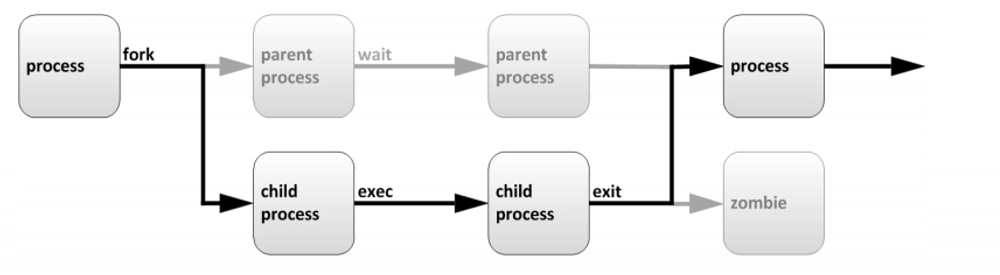 process
fork
parent
process
wait
parent
process
process
child
process
exec
child
process
exit
zombie